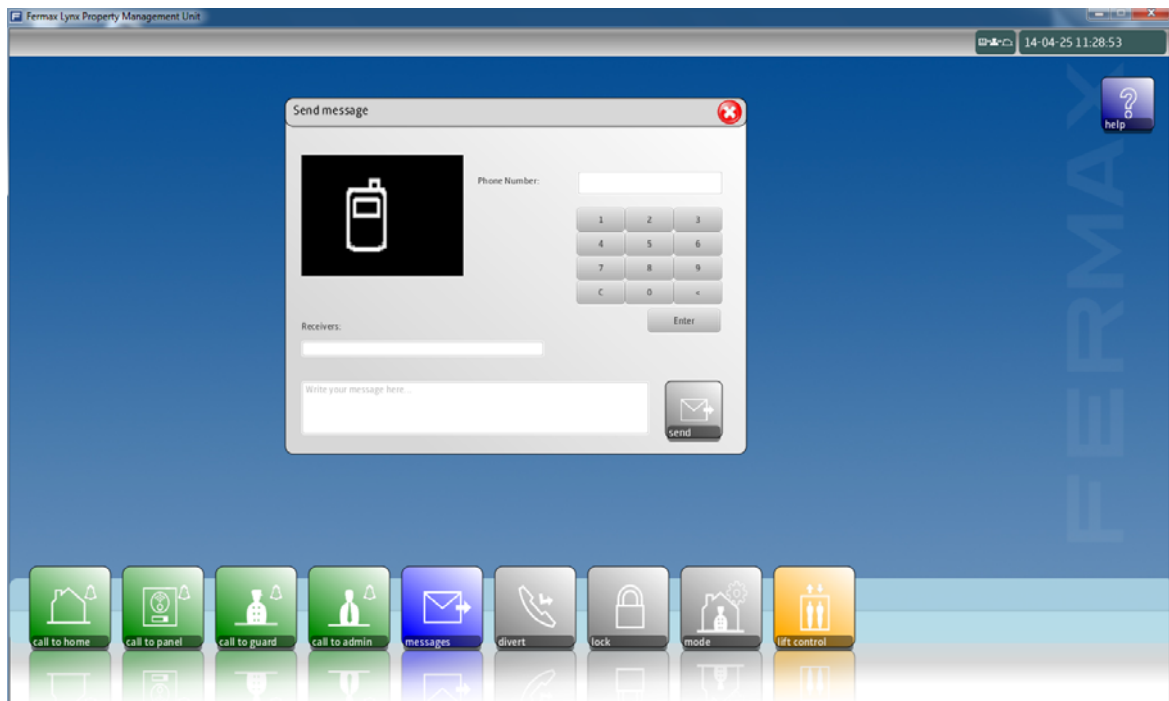 Fermax Lynx Property Management Unit
14-04-25 11:28:53
help
FERMAX
Send message
Phone Number:
1 2 3
4 5 6
7 8 9
C 0 <
Enter
Receivers:
Write your message here...
send
call to home
call to panel
call to guard
call to admin
messages
divert
lock
mode
lift control